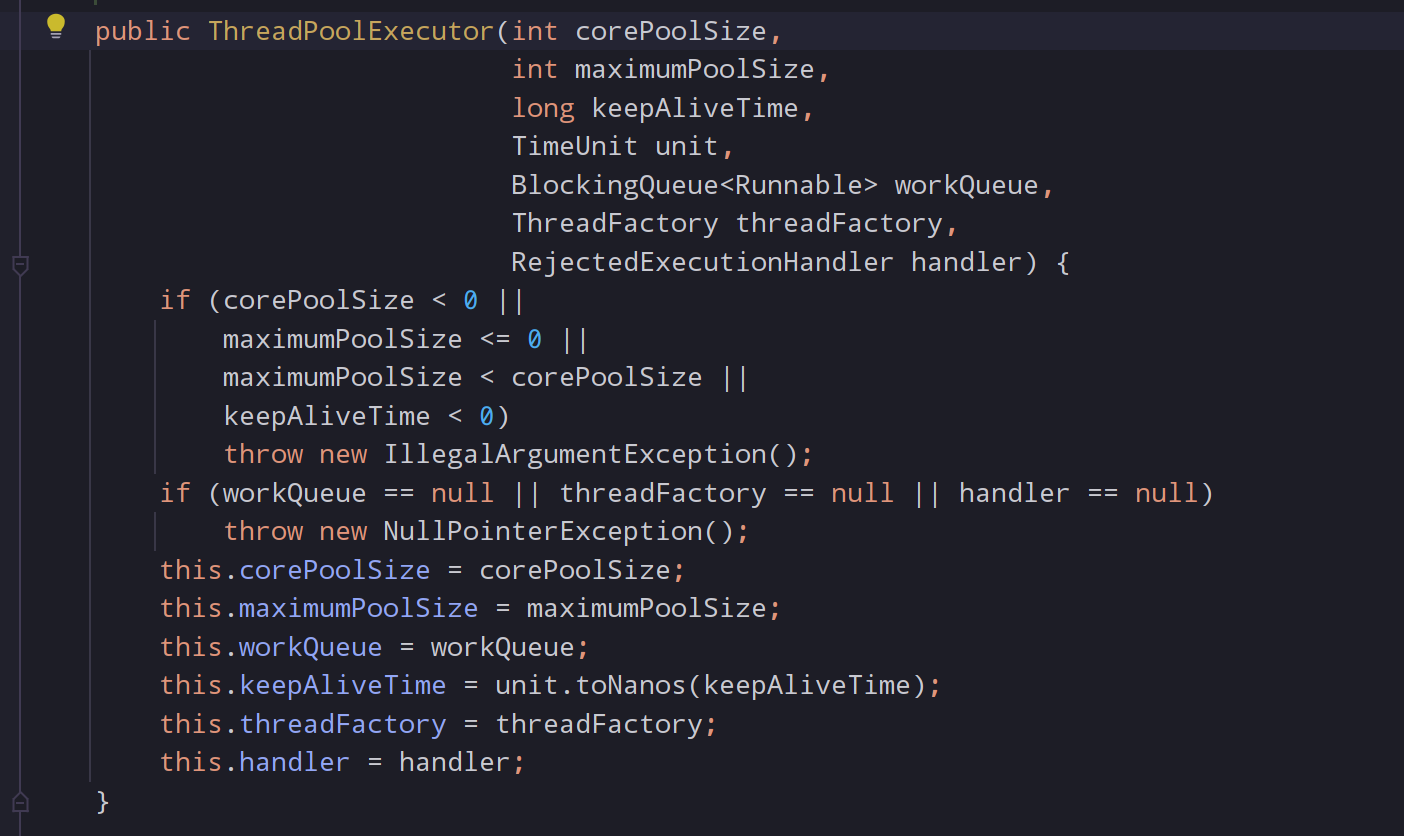 public ThreadPoolExecutor(int corePoolSize,
int maximumPoolSize,
long keepAliveTime,
TimeUnit unit,
BlockingQueue<Runnable> workQueue,
ThreadFactory threadFactory,
RejectedExecutionHandler handler) {
if (corePoolSize < 0 ||
maximumPoolSize <= 0 ||
maximumPoolSize < corePoolSize ||
keepAliveTime < 0)
throw new IllegalArgumentException();
if (workQueue == null || threadFactory == null || handler == null)
throw new NullPointerException();
this.corePoolSize = corePoolSize;
this.maximumPoolSize = maximumPoolSize;
this.workQueue = workQueue;
this.keepAliveTime = unit.toNanos(keepAliveTime);
this.threadFactory = threadFactory;
this.handler = handler;
}